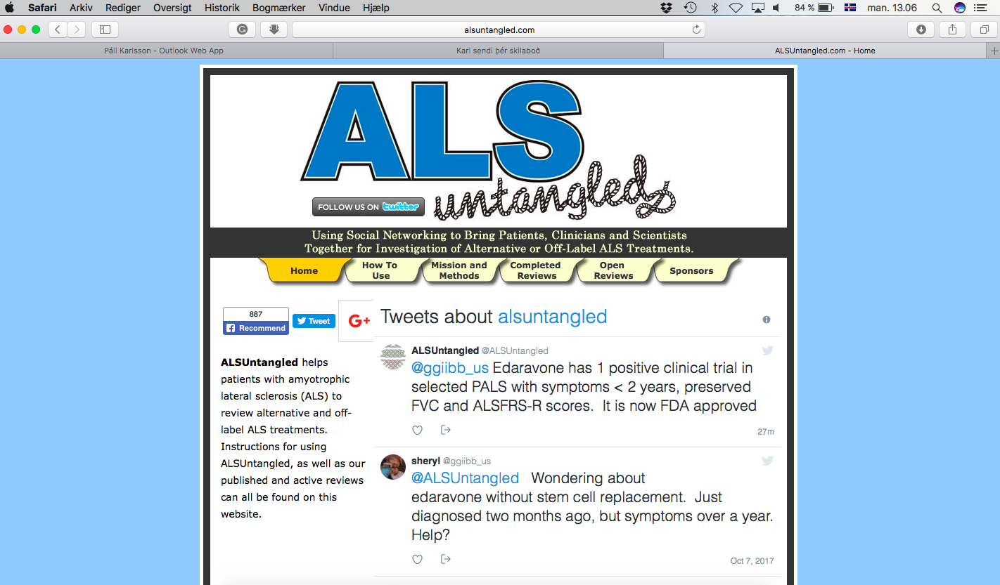 Safari Arkiv Rediger Oversigt Historik Bogmærker Vindue Hjælp 84 % man. 13.06
alsuntangled.com
Páll Karlsson - Outlook Web App
Karl sendi þér skilaboð
ALSUntangled.com - Home
ALS
untangled
FOLLOW US ON twitter
Using Social Networking to Bring Patients, Clinicians and Scientists
Together for Investigation of Alternative or Off-Label ALS Treatments.
Home
How To
Use
Mission and
Methods
Completed
Reviews
Open
Reviews
Sponsors
887
Recommend
Tweet
G+
ALSUntangled helps
patients with amyotrophic
lateral sclerosis (ALS) to
review alternative and off-
label ALS treatments.
Instructions for using
ALSUntangled, as well as our
published and active reviews
can all be found on this
website.
Tweets about alsuntangled
ALSUntangled @ALSUntangled
@ggiibb_us Edaravone has 1 positive clinical trial in
selected PALS with symptoms < 2 years, preserved
FVC and ALSFRS-R scores. It is now FDA approved
27m
sheryl @ggiibb_us
@ALSUntangled Wondering about
edaravone without stem cell replacement. Just
diagnosed two months ago, but symptoms over a year.
Help?
Oct 7, 2017